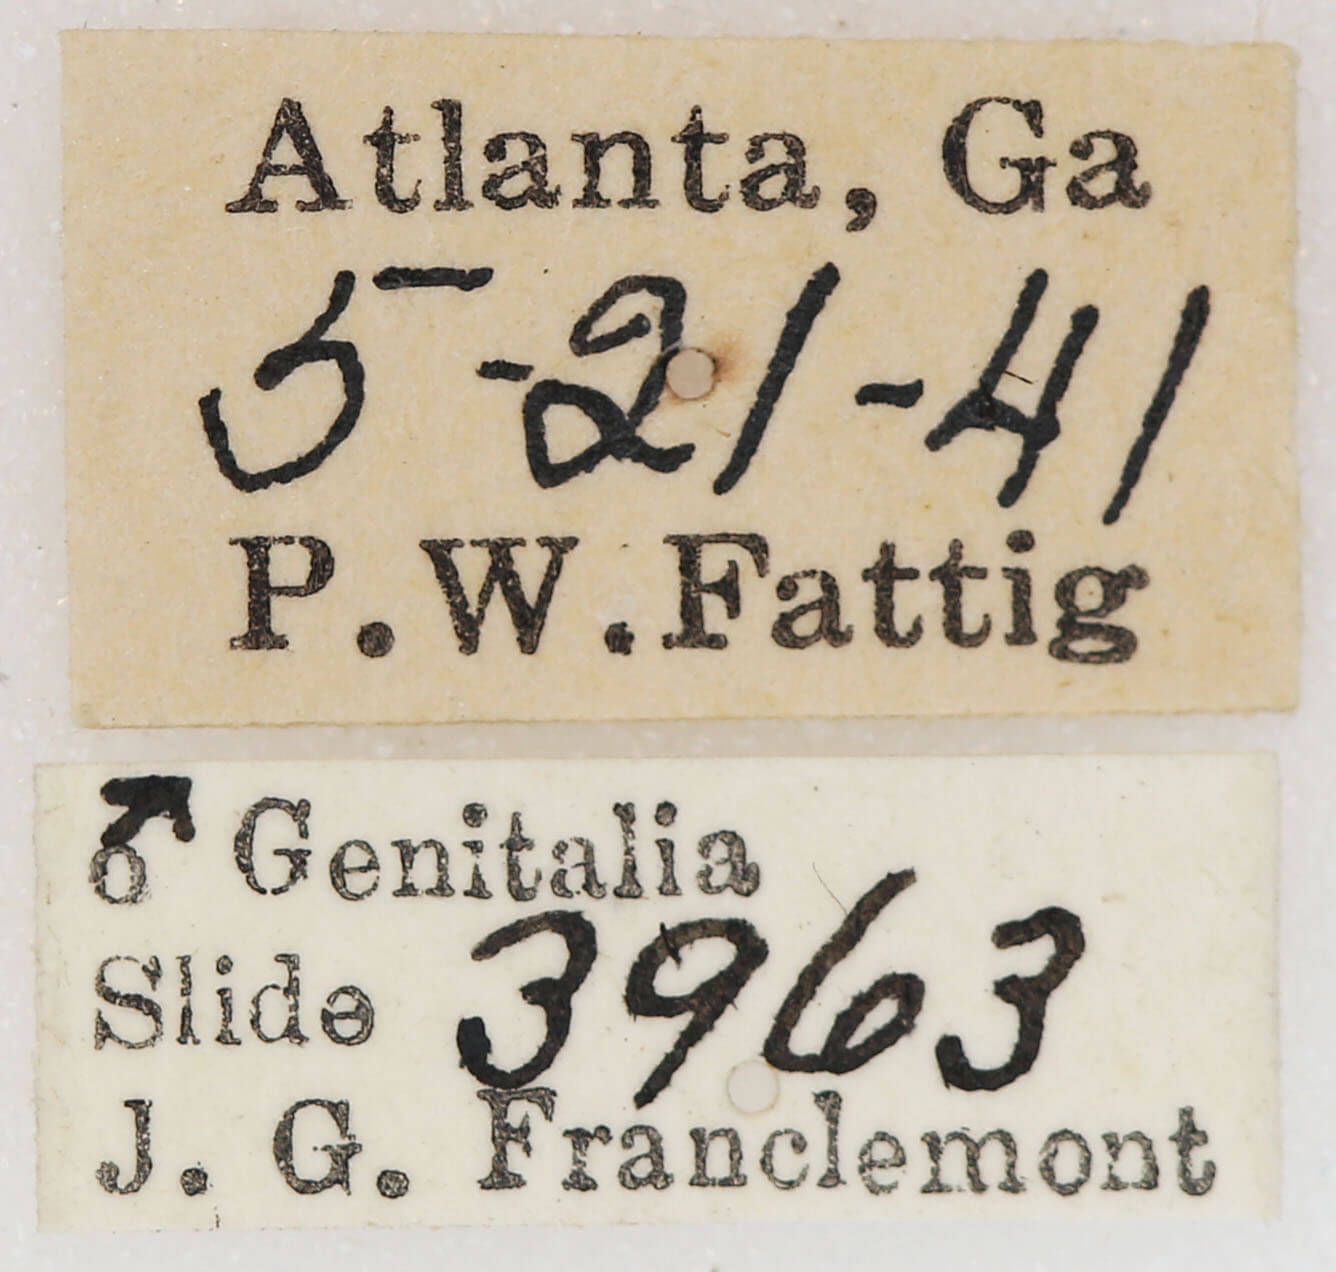 Atlanta, Ga
5-21-41
P.W.Fattig
♂ Genitalia
Slide 3963
J. G. Franclemont